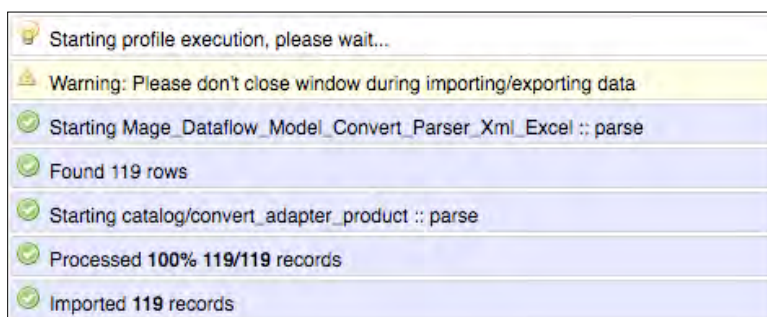 Starting profile execution, please wait...
Warning: Please don't close window during importing/exporting data
Starting Mage_Dataflow_Model_Convert_Parser_Xml_Excel :: parse
Found 119 rows
Starting catalog/convert_adapter_product :: parse
Processed 100% 119/119 records
Imported 119 records